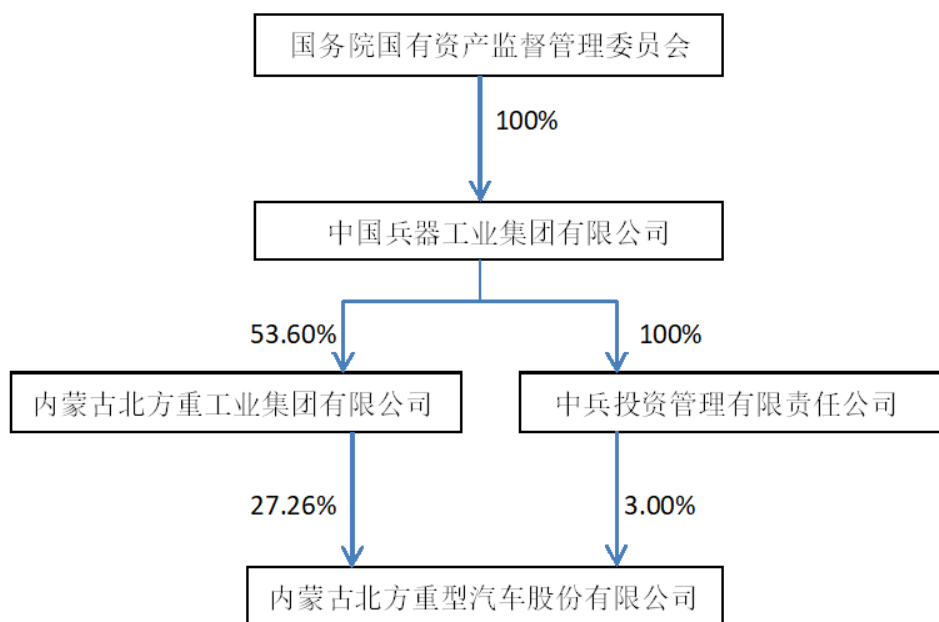 国务院国有资产监督管理委员会
100%
中国兵器工业集团有限公司
53.60%
100%
内蒙古北方重工业集团有限公司
中兵投资管理有限责任公司
27.26%
3.00%
内蒙古北方重型汽车股份有限公司